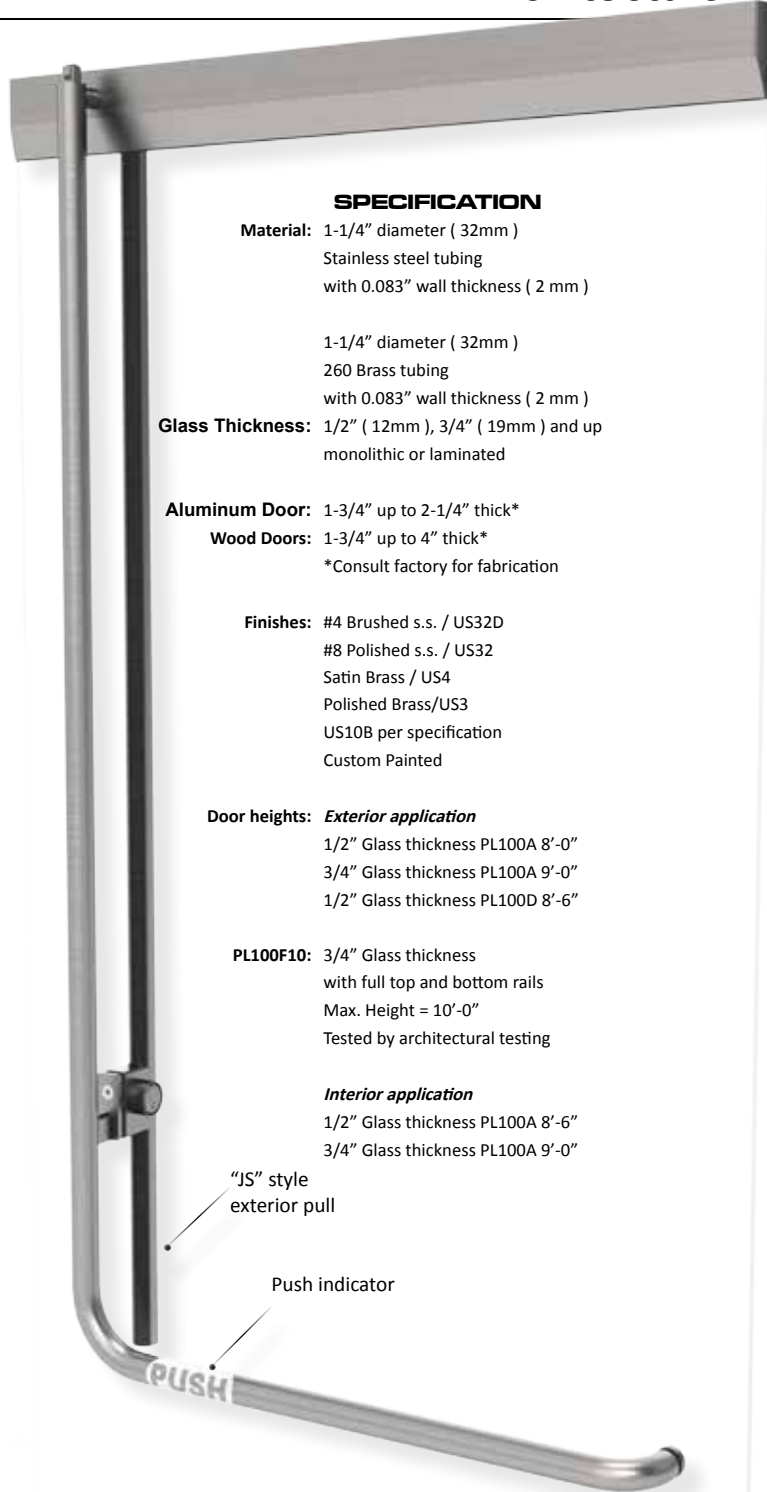 SPECIFICATION
Material: 1-1/4” diameter ( 32mm )
Stainless steel tubing
with 0.083” wall thickness ( 2 mm )
1-1/4” diameter ( 32mm )
260 Brass tubing
with 0.083” wall thickness ( 2 mm )
Glass Thickness: 1/2” ( 12mm ), 3/4” ( 19mm ) and up
monolithic or laminated
Aluminum Door: 1-3/4” up to 2-1/4” thick*
Wood Doors: 1-3/4” up to 4” thick*
*Consult factory for fabrication
Finishes: #4 Brushed s.s. / US32D
#8 Polished s.s. / US32
Satin Brass / US4
Polished Brass/US3
US10B per specification
Custom Painted
Door heights: Exterior application
1/2” Glass thickness PL100A 8’-0”
3/4” Glass thickness PL100A 9’-0”
1/2” Glass thickness PL100D 8’-6”
PL100F10: 3/4” Glass thickness
with full top and bottom rails
Max. Height = 10’-0”
Tested by architectural testing
Interior application
1/2” Glass thickness PL100A 8’-6”
3/4” Glass thickness PL100A 9’-0”
“JS” style
exterior pull
Push indicator
PUSH